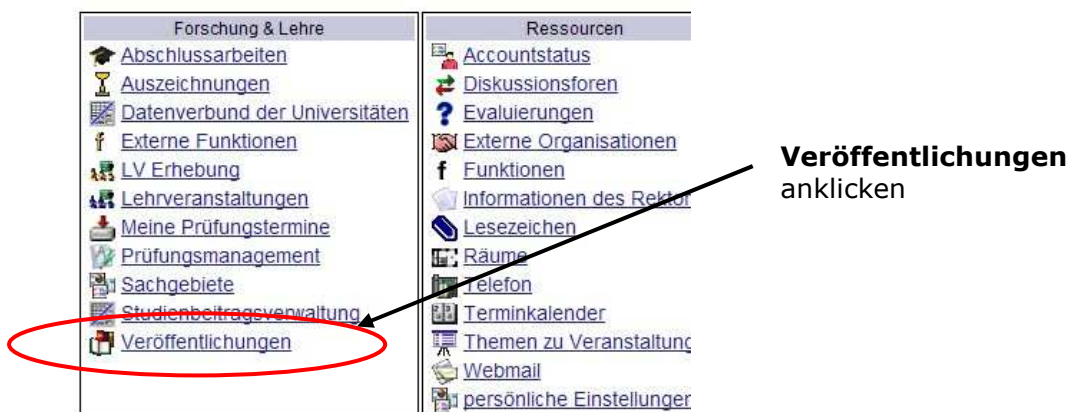 Forschung & Lehre
Abschlussarbeiten
Auszeichnungen
Datenverbund der Universitäten
Externe Funktionen
LV Erhebung
Lehrveranstaltungen
Meine Prüfungstermine
Prüfungsmanagement
Sachgebiete
Studienbeitragsverwaltung
Veröffentlichungen
Ressourcen
Accountstatus
Diskussionsforen
Evaluierungen
Externe Organisationen
Funktionen
Informationen des Rektor
Lesezeichen
Räume
Telefon
Terminkalender
Themen zu Veranstaltung
Webmail
persönliche Einstellungen
Veröffentlichungen
anklicken